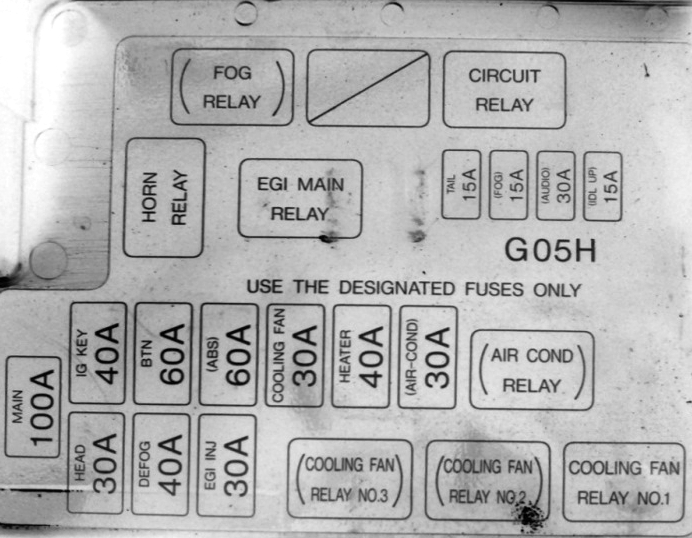 (FOG
RELAY)
CIRCUIT
RELAY
HORN
RELAY
EGI MAIN
RELAY
TAIL
15A
(FOG)
15A
(AUDIO)
30A
(IDL UP)
15A
G05H
USE THE DESIGNATED FUSES ONLY
MAIN
100A
IG KEY
40A
BTN
60A
(ABS)
60A
COOLING FAN
30A
HEATER
40A
(AIR-COND)
30A
(AIR COND
RELAY)
HEAD
30A
DEFOG
40A
EGI INJ
30A
(COOLING FAN
RELAY NO.3)
(COOLING FAN
RELAY NO.2)
COOLING FAN
RELAY NO.1